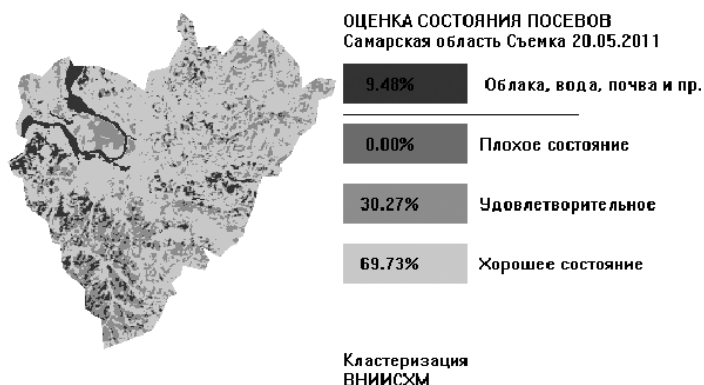 ОЦЕНКА СОСТОЯНИЯ ПОСЕВОВ
Самарская область Съемка 20.05.2011
9.48% Облака, вода, почва и пр.
0.00% Плохое состояние
30.27% Удовлетворительное
69.73% Хорошее состояние
Кластеризация
ВНИИСХМ